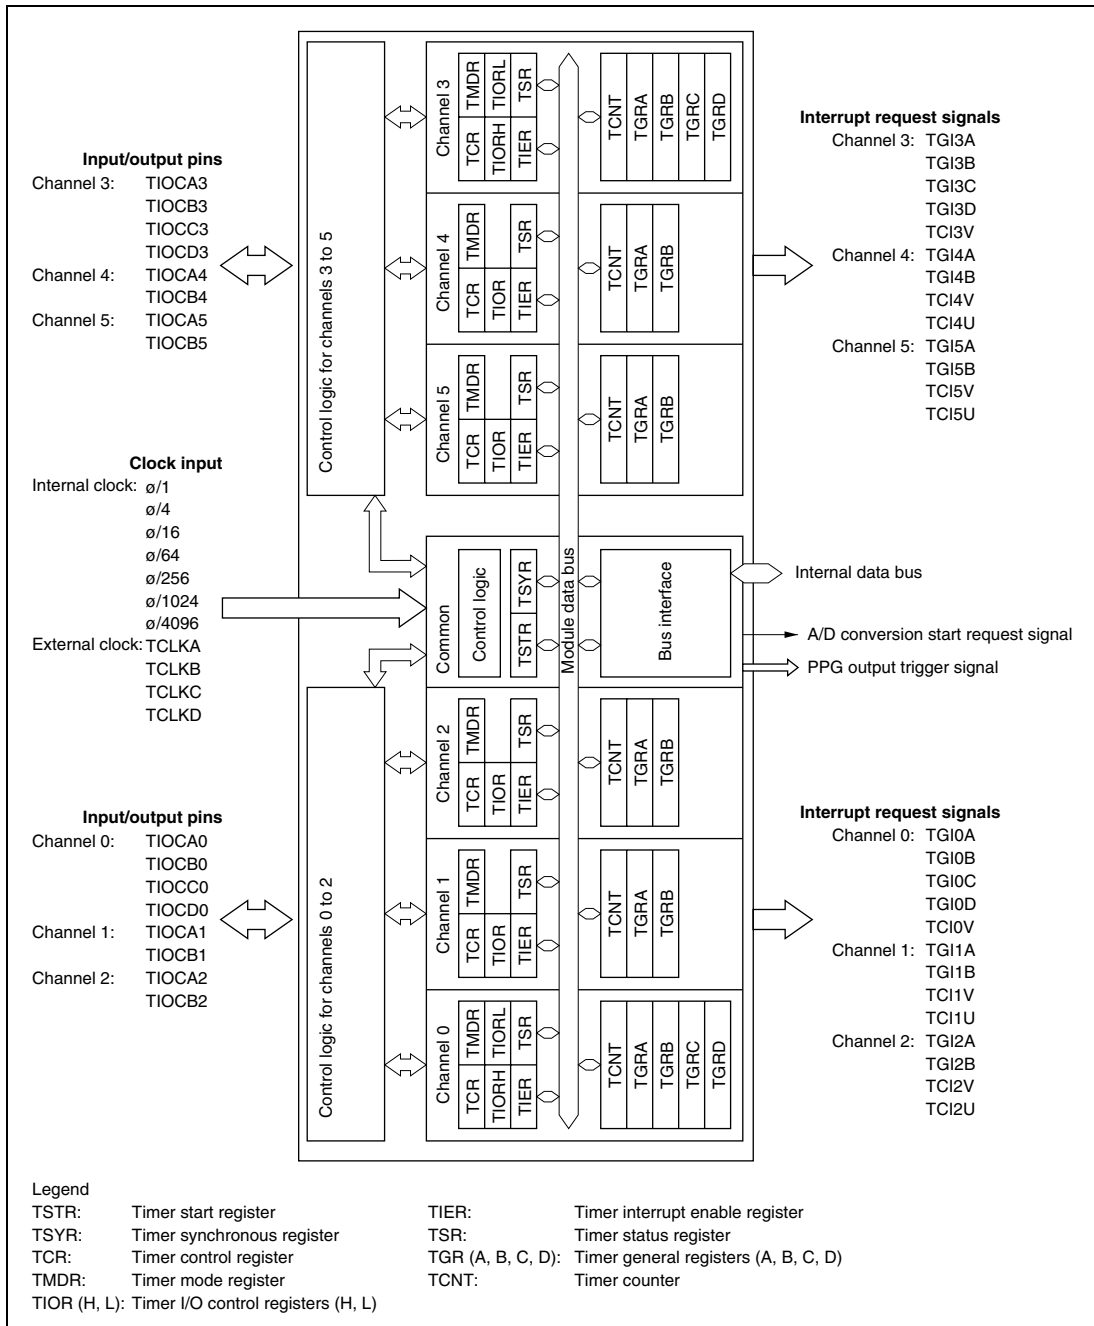 Input/output pins
Channel 3: TIOCA3
TIOCB3
TIOCC3
TIOCD3
Channel 4: TIOCA4
TIOCB4
Channel 5: TIOCA5
TIOCB5
Clock input
Internal clock: ø/1
ø/4
ø/16
ø/64
ø/256
ø/1024
ø/4096
External clock: TCLKA
TCLKB
TCLKC
TCLKD
Input/output pins
Channel 0: TIOCA0
TIOCB0
TIOCC0
TIOCD0
Channel 1: TIOCA1
TIOCB1
Channel 2: TIOCA2
TIOCB2
Control logic for channels 3 to 5
Control logic for channels 0 to 2
Channel 3
TCR TMDR
TIORH TIORL
TIER TSR
TCNT
TGRA
TGRB
TGRC
TGRD
Channel 4
TCR TMDR
TIOR
TIER TSR
TCNT
TGRA
TGRB
Channel 5
TCR TMDR
TIOR
TIER TSR
TCNT
TGRA
TGRB
Common
Control logic
TSTR TSYR
Module data bus
Bus interface
Channel 2
TCR TMDR
TIOR
TIER TSR
TCNT
TGRA
TGRB
Channel 1
TCR TMDR
TIOR
TIER TSR
TCNT
TGRA
TGRB
Channel 0
TCR TMDR
TIORH TIORL
TIER TSR
TCNT
TGRA
TGRB
TGRC
TGRD
Interrupt request signals
Channel 3: TGI3A
TGI3B
TGI3C
TGI3D
TCI3V
Channel 4: TGI4A
TGI4B
TCI4V
TCI4U
Channel 5: TGI5A
TGI5B
TCI5V
TCI5U
Internal data bus
A/D conversion start request signal
PPG output trigger signal
Interrupt request signals
Channel 0: TGI0A
TGI0B
TGI0C
TGI0D
TCI0V
Channel 1: TGI1A
TGI1B
TCI1V
TCI1U
Channel 2: TGI2A
TGI2B
TCI2V
TCI2U
Legend
TSTR: Timer start register
TSYR: Timer synchronous register
TCR: Timer control register
TMDR: Timer mode register
TIOR (H, L): Timer I/O control registers (H, L)
TIER: Timer interrupt enable register
TSR: Timer status register
TGR (A, B, C, D): Timer general registers (A, B, C, D)
TCNT: Timer counter